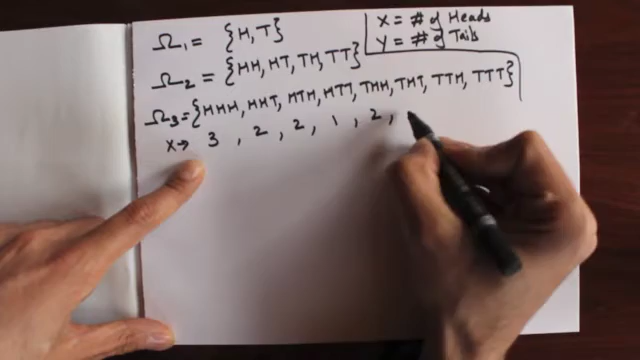 Ω₁ = {H, T}
X = # of Heads
Y = # of Tails
Ω₂ = {HH, HT, TH, TT}
Ω₃ = {HHH, HHT, HTH, HTT, THH, THT, TTH, TTT}
X → 3, 2, 2, 1, 2,